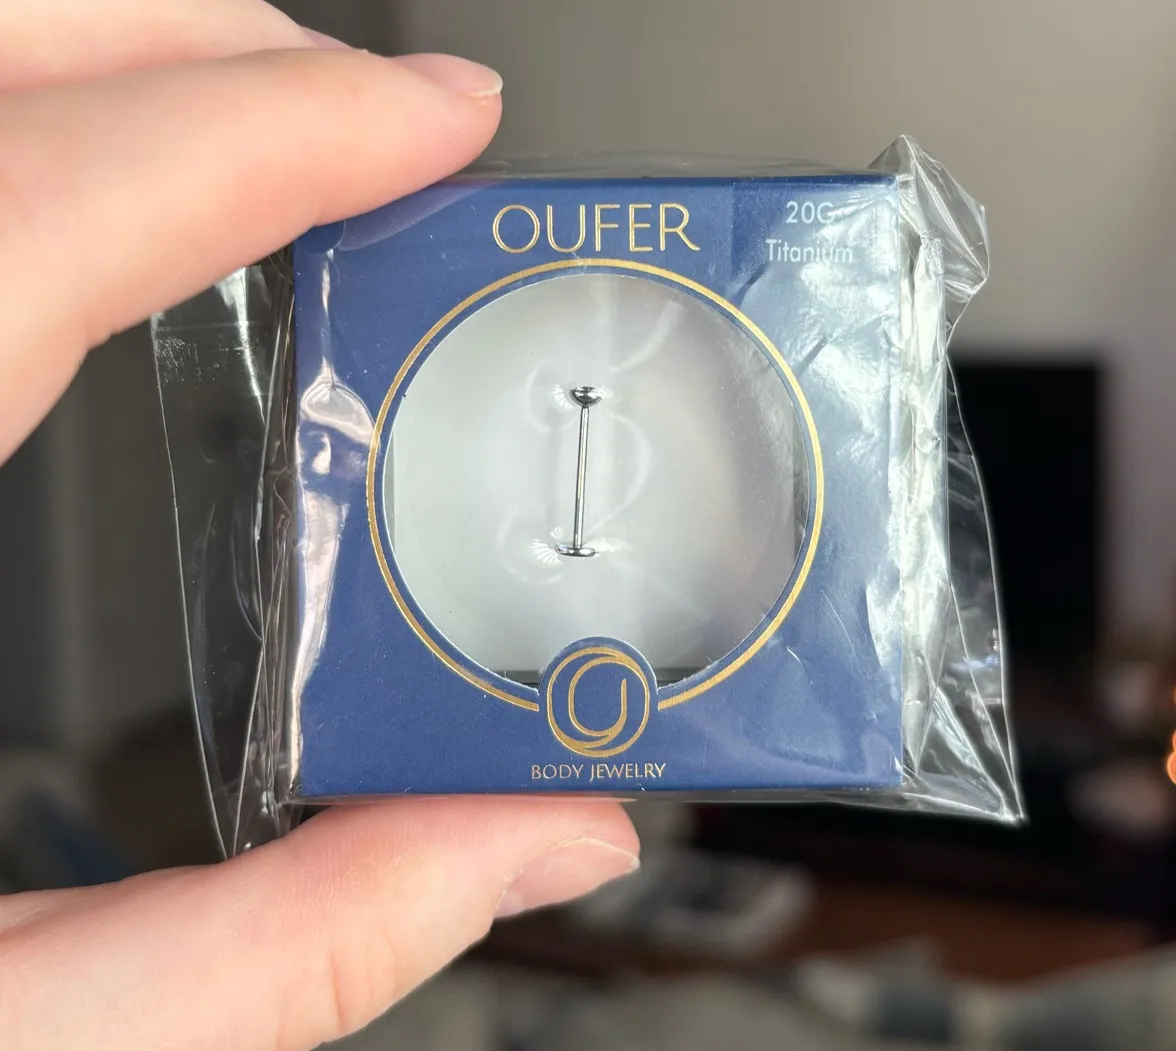 OUFER
20G
Titanium
BODY JEWELRY